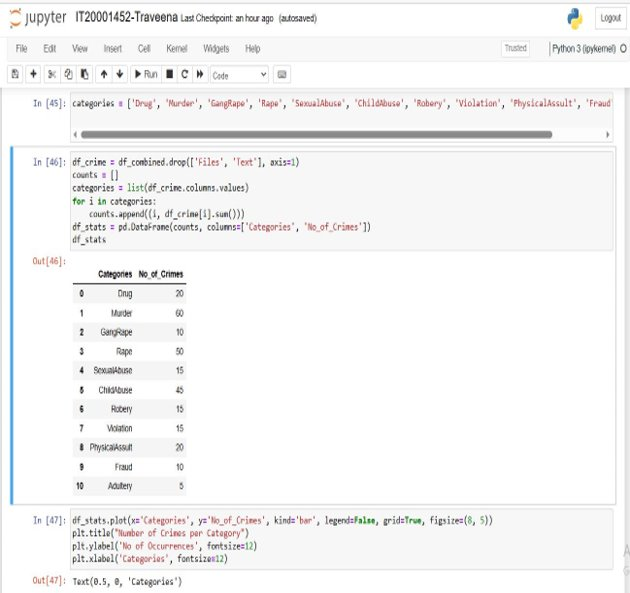 jupyter IT20001452-Traveena Last Checkpoint: an hour ago (autosaved)
Logout
File Edit View Insert Cell Kernel Widgets Help
Trusted Python 3 (ipykernel)
Run Code
In [45]: categories = ['Drug', 'Murder', 'GangRape', 'Rape', 'SexualAbuse', 'ChildAbuse', 'Robery', 'Violation', 'PhysicalAssult', 'Fraud
In [46]: df_crime = df_combined.drop(['Files', 'Text'], axis=1)
counts = []
categories = list(df_crime.columns.values)
for i in categories:
counts.append((i, df_crime[i].sum()))
df_stats = pd.DataFrame(counts, columns=['Categories', 'No_of_Crimes'])
df_stats
Out[46]:
Categories No_of_Crimes
0 Drug 20
1 Murder 60
2 GangRape 10
3 Rape 50
4 SexualAbuse 15
5 ChildAbuse 45
6 Robery 15
7 Violation 15
8 PhysicalAssult 20
9 Fraud 10
10 Adultery 5
In [47]: df_stats.plot(x='Categories', y='No_of_Crimes', kind='bar', legend=False, grid=True, figsize=(8, 5))
plt.title("Number of Crimes per Category")
plt.ylabel('No of Occurrences', fontsize=12)
plt.xlabel('Categories', fontsize=12)
Out[47]: Text(0.5, 0, 'Categories')